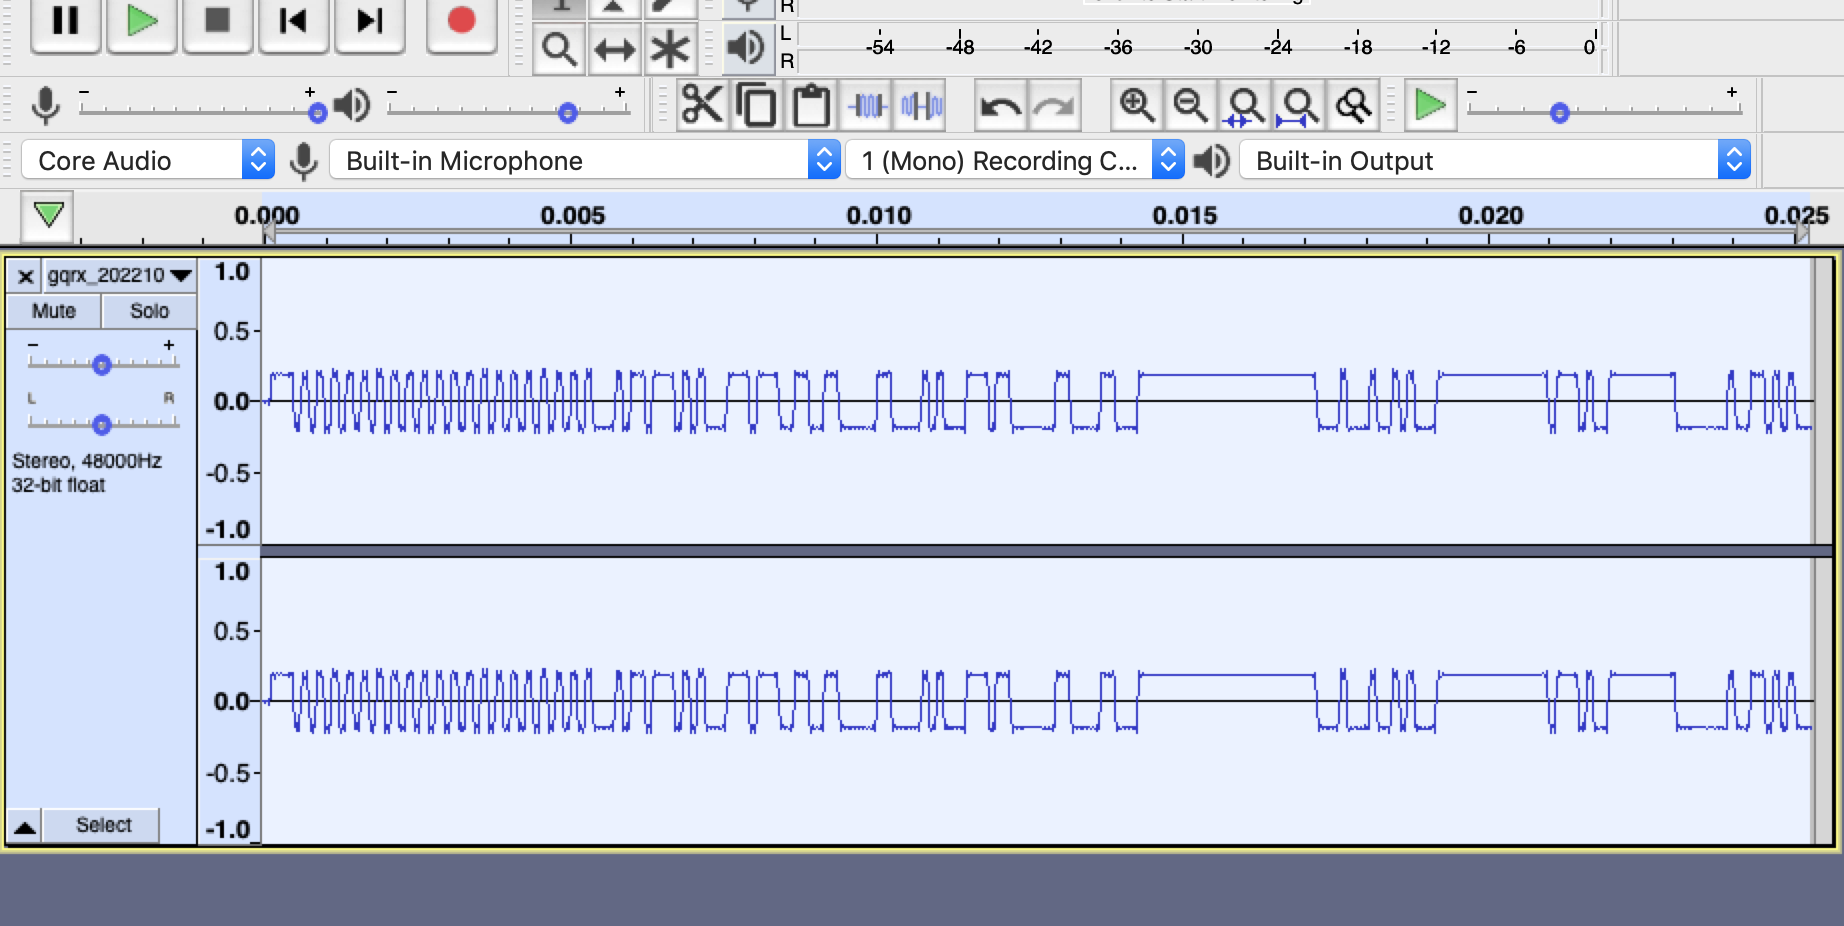 R
L
-54 -48 -42 -36 -30 -24 -18 -12 -6 0
R
- + - + - +
Core Audio Built-in Microphone 1 (Mono) Recording C... Built-in Output
0.000 0.005 0.010 0.015 0.020 0.025
gqrx_202210
Mute Solo
- +
L R
Stereo, 48000Hz
32-bit float
Select
1.0
0.5
0.0
-0.5
-1.0
1.0
0.5
0.0
-0.5
-1.0